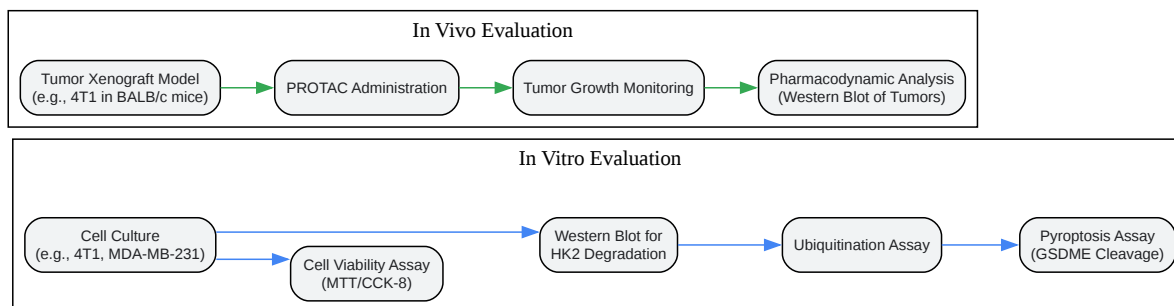 In Vivo Evaluation
Tumor Xenograft Model
(e.g., 4T1 in BALB/c mice)
PROTAC Administration
Tumor Growth Monitoring
Pharmacodynamic Analysis
(Western Blot of Tumors)
In Vitro Evaluation
Cell Culture
(e.g., 4T1, MDA-MB-231)
Cell Viability Assay
(MTT/CCK-8)
Western Blot for
HK2 Degradation
Ubiquitination Assay
Pyroptosis Assay
(GSDME Cleavage)